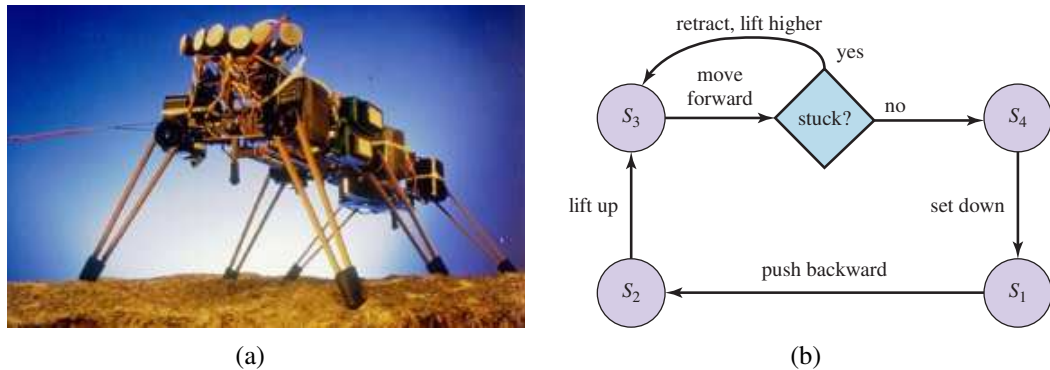 retract, lift higher
yes
move
forward
S3
stuck?
no
S4
lift up
set down
push backward
S2
S1
(a)
(b)